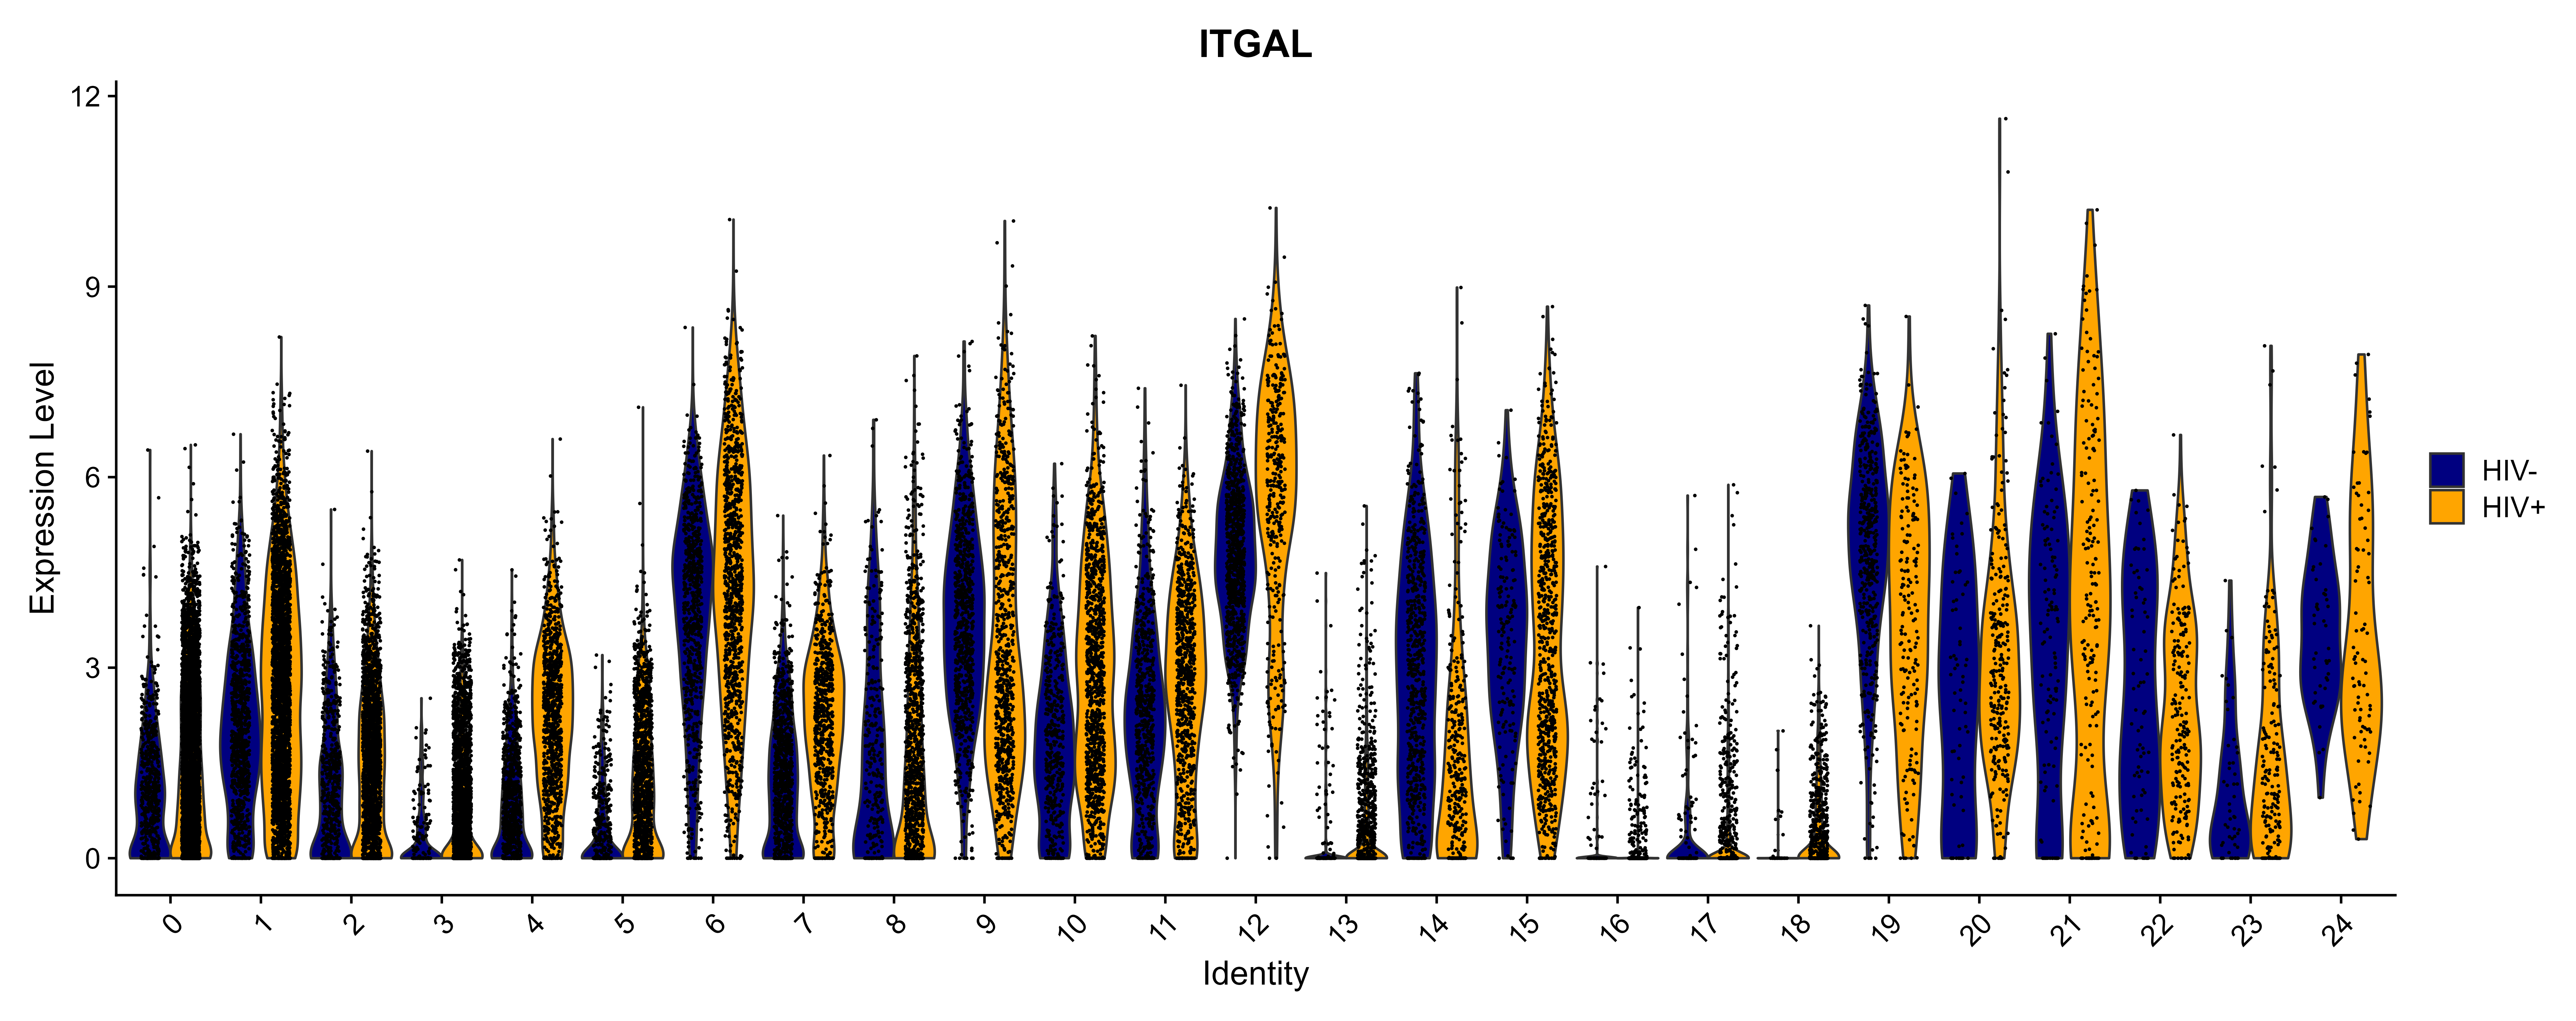 ITGAL
12
9
6
3
0
Expression Level
0 1 2 3 4 5 6 7 8 9 10 11 12 13 14 15 16 17 18 19 20 21 22 23 24
Identity
HIV-
HIV+